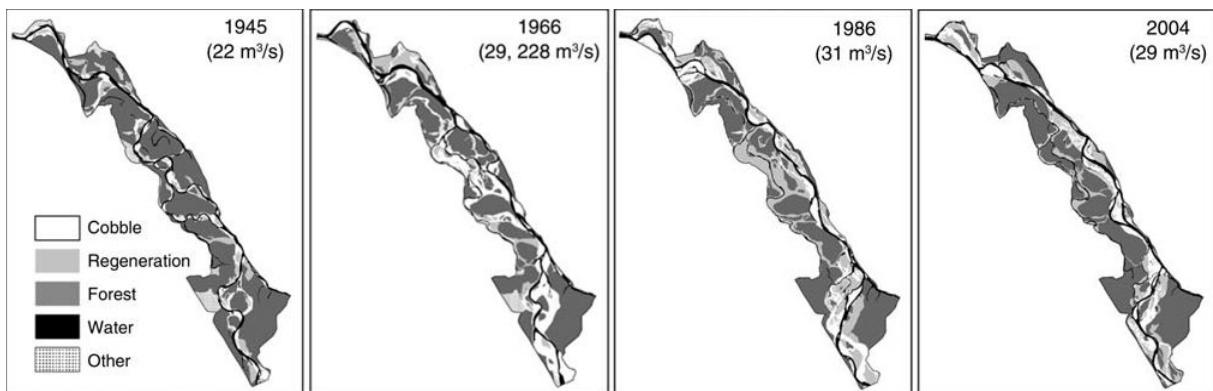 1945
(22 m³/s)
1966
(29, 228 m³/s)
1986
(31 m³/s)
2004
(29 m³/s)
Cobble
Regeneration
Forest
Water
Other